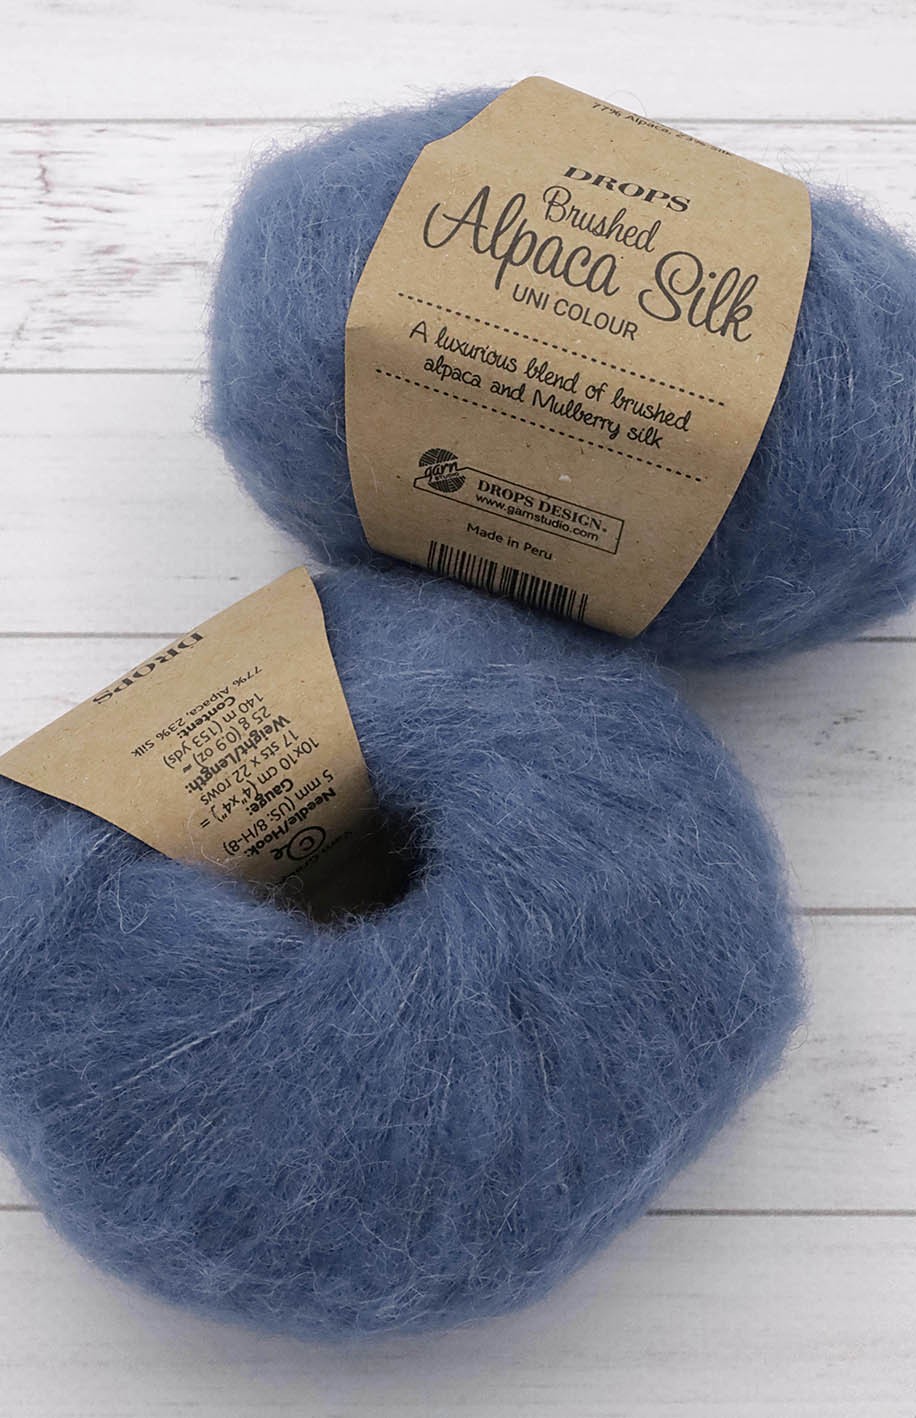 77% Alpaca, 23% Silk
DROPS
Brushed
Alpaca Silk
UNI COLOUR
A luxurious blend of brushed
alpaca and Mulberry silk
garn
STUDIO
DROPS DESIGN®
www.garnstudio.com
Made in Peru
Needle/Hook:
5 mm (US: 8/H-8)
Gauge:
10x10 cm (4"x4") =
17 sts x 22 rows
Weight/Length:
25 g (0.9 oz) ≈
140 m (153 yds)
Content:
77% Alpaca, 23% Silk
DROPS